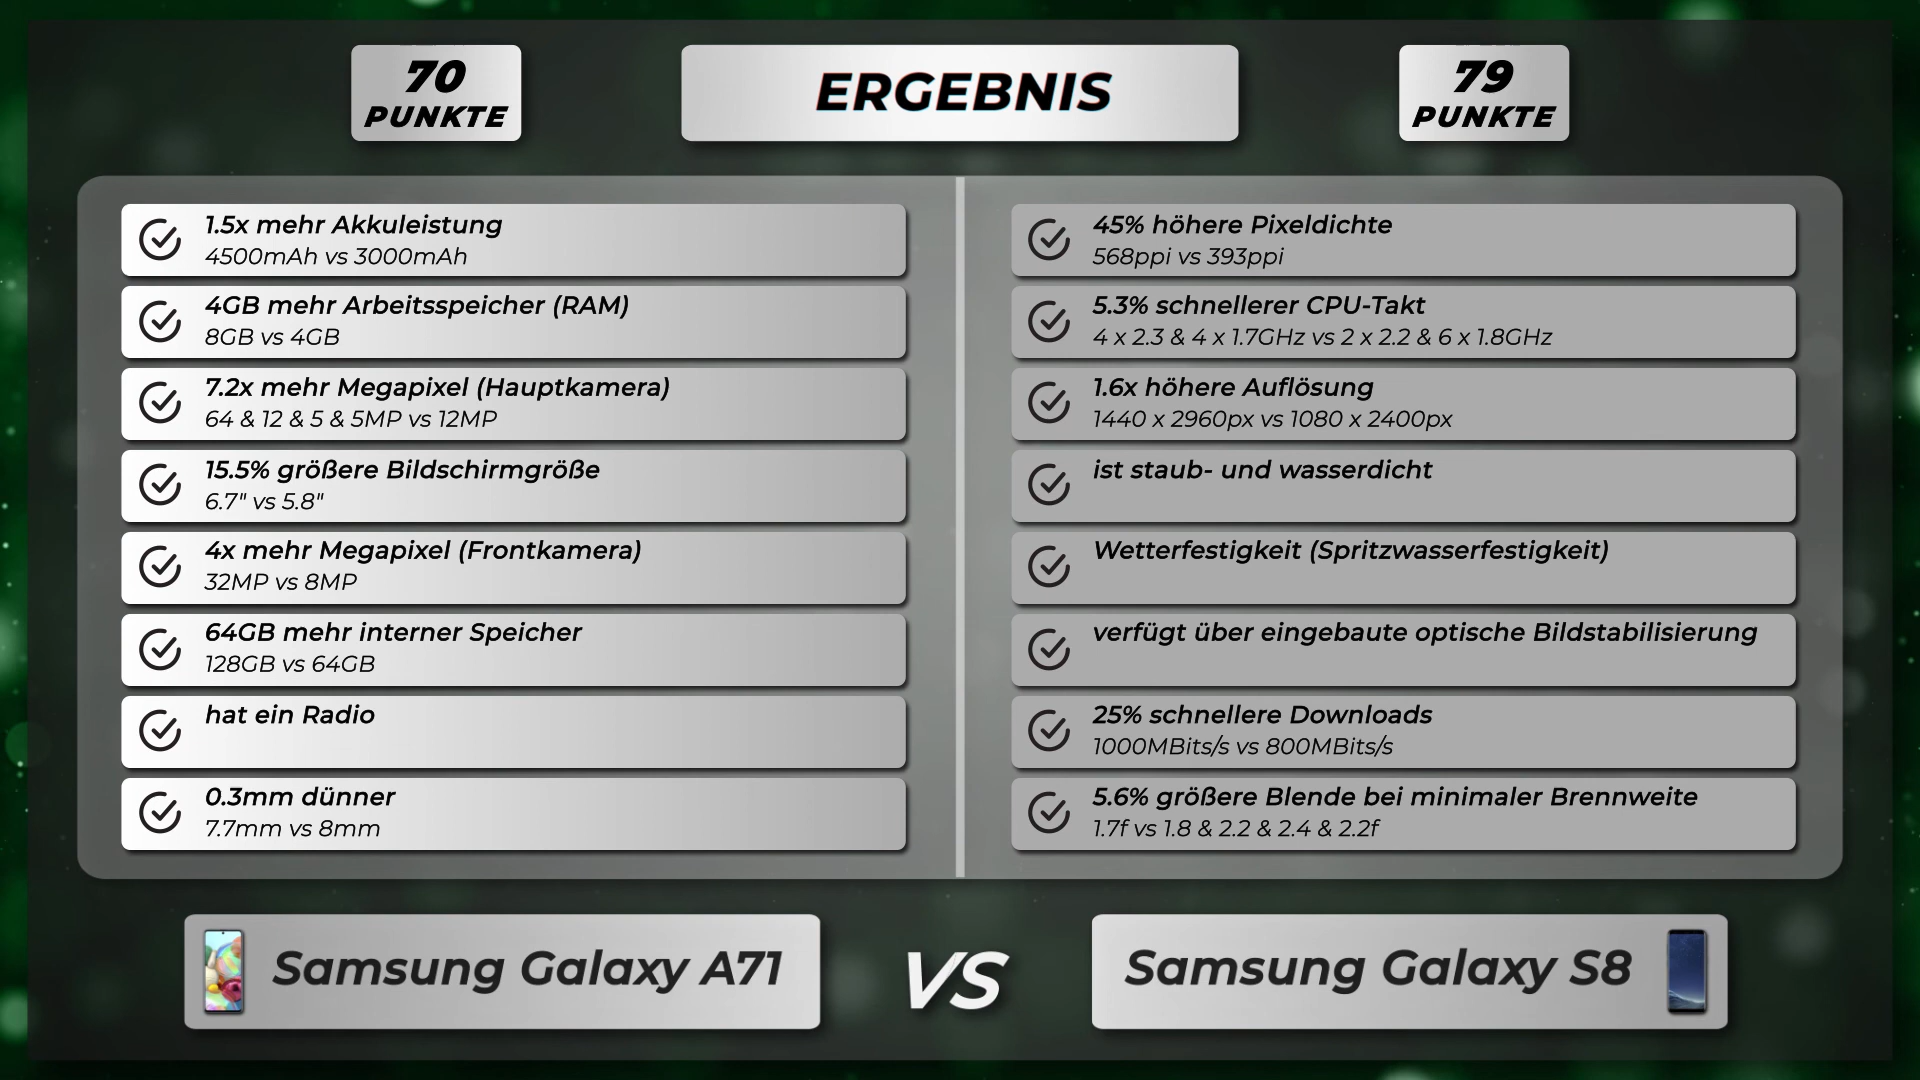 70
PUNKTE
ERGEBNIS
79
PUNKTE
1.5x mehr Akkuleistung
4500mAh vs 3000mAh
4GB mehr Arbeitsspeicher (RAM)
8GB vs 4GB
7.2x mehr Megapixel (Hauptkamera)
64 & 12 & 5 & 5MP vs 12MP
15.5% größere Bildschirmgröße
6.7" vs 5.8"
4x mehr Megapixel (Frontkamera)
32MP vs 8MP
64GB mehr interner Speicher
128GB vs 64GB
hat ein Radio
0.3mm dünner
7.7mm vs 8mm
45% höhere Pixeldichte
568ppi vs 393ppi
5.3% schnellerer CPU-Takt
4 x 2.3 & 4 x 1.7GHz vs 2 x 2.2 & 6 x 1.8GHz
1.6x höhere Auflösung
1440 x 2960px vs 1080 x 2400px
ist staub- und wasserdicht
Wetterfestigkeit (Spritzwasserfestigkeit)
verfügt über eingebaute optische Bildstabilisierung
25% schnellere Downloads
1000MBits/s vs 800MBits/s
5.6% größere Blende bei minimaler Brennweite
1.7f vs 1.8 & 2.2 & 2.4 & 2.2f
Samsung Galaxy A71
VS
Samsung Galaxy S8